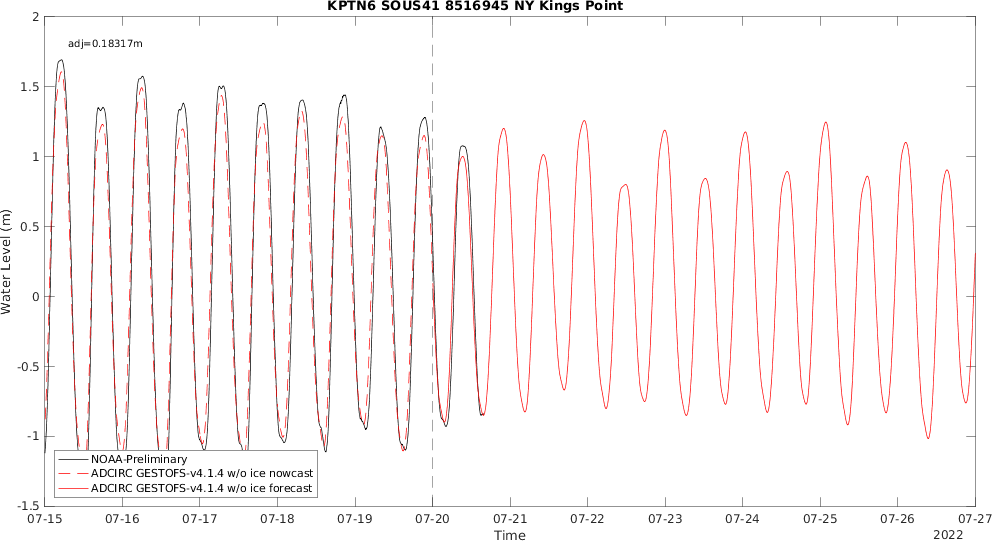 KPTN6 SOUS41 8516945 NY Kings Point
adj=0.18317m
2
1.5
1
0.5
0
-0.5
-1
-1.5
Water Level (m)
NOAA-Preliminary
ADCIRC GESTOFS-v4.1.4 w/o ice nowcast
ADCIRC GESTOFS-v4.1.4 w/o ice forecast
07-15 07-16 07-17 07-18 07-19 07-20 07-21 07-22 07-23 07-24 07-25 07-26 07-27
Time
2022